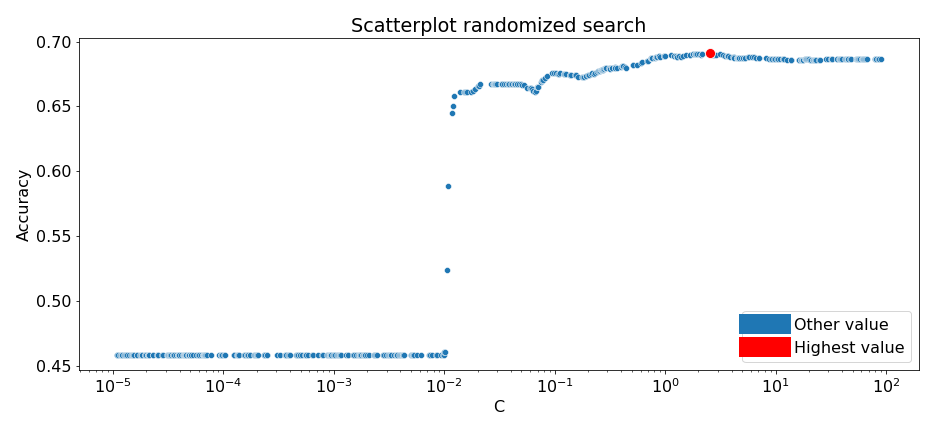 Scatterplot randomized search
Accuracy
0.70
0.65
0.60
0.55
0.50
0.45
10⁻⁵ 10⁻⁴ 10⁻³ 10⁻² 10⁻¹ 10⁰ 10¹ 10²
C
Other value
Highest value